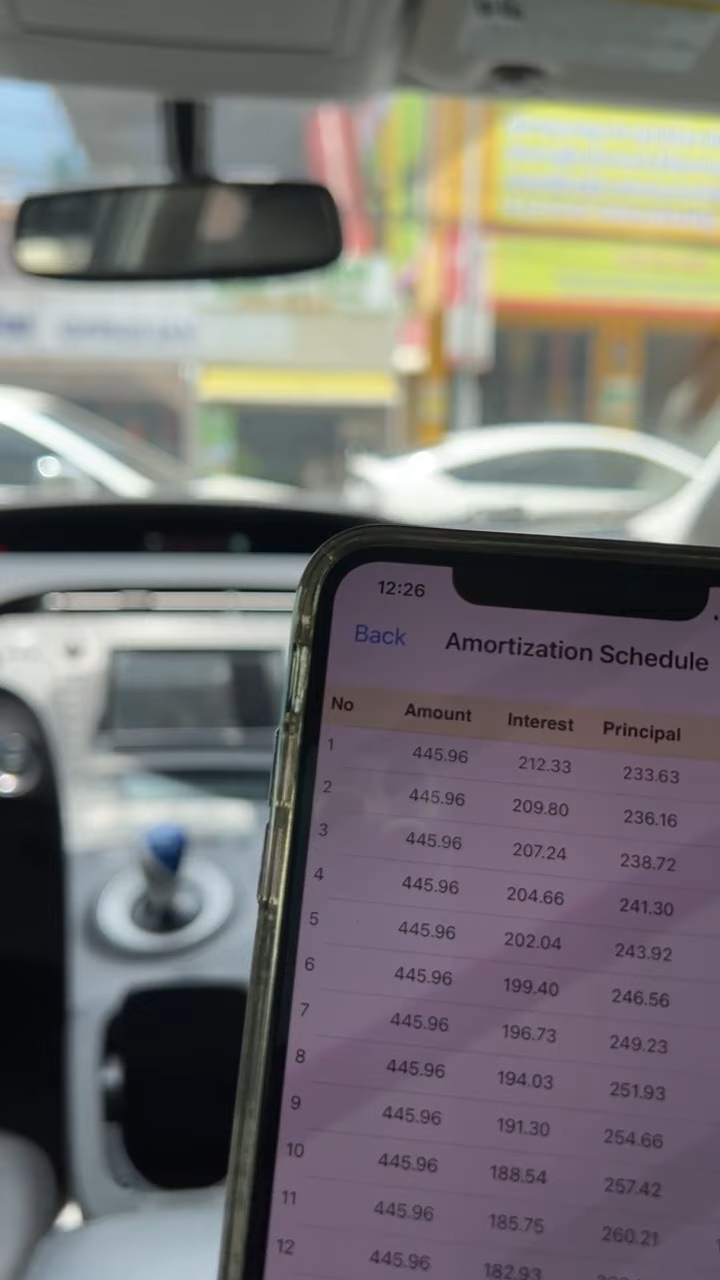 12:26
Back Amortization Schedule
No Amount Interest Principal
1 445.96 212.33 233.63
2 445.96 209.80 236.16
3 445.96 207.24 238.72
4 445.96 204.66 241.30
5 445.96 202.04 243.92
6 445.96 199.40 246.56
7 445.96 196.73 249.23
8 445.96 194.03 251.93
9 445.96 191.30 254.66
10 445.96 188.54 257.42
11 445.96 185.75 260.21
12 445.96 182.93